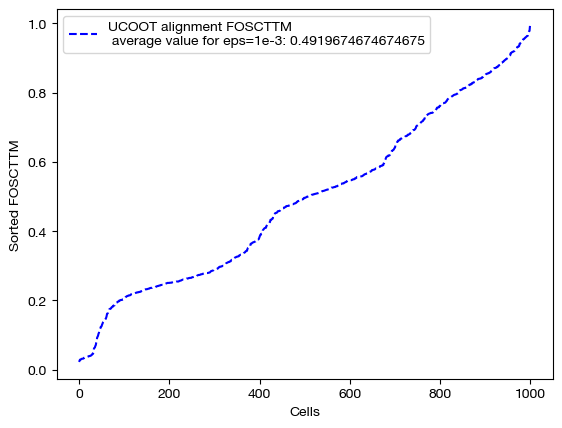 UCOOT alignment FOSCTTM
average value for eps=1e-3: 0.4919674674674675
1.0
0.8
0.6
0.4
0.2
0.0
Sorted FOSCTTM
0 200 400 600 800 1000
Cells